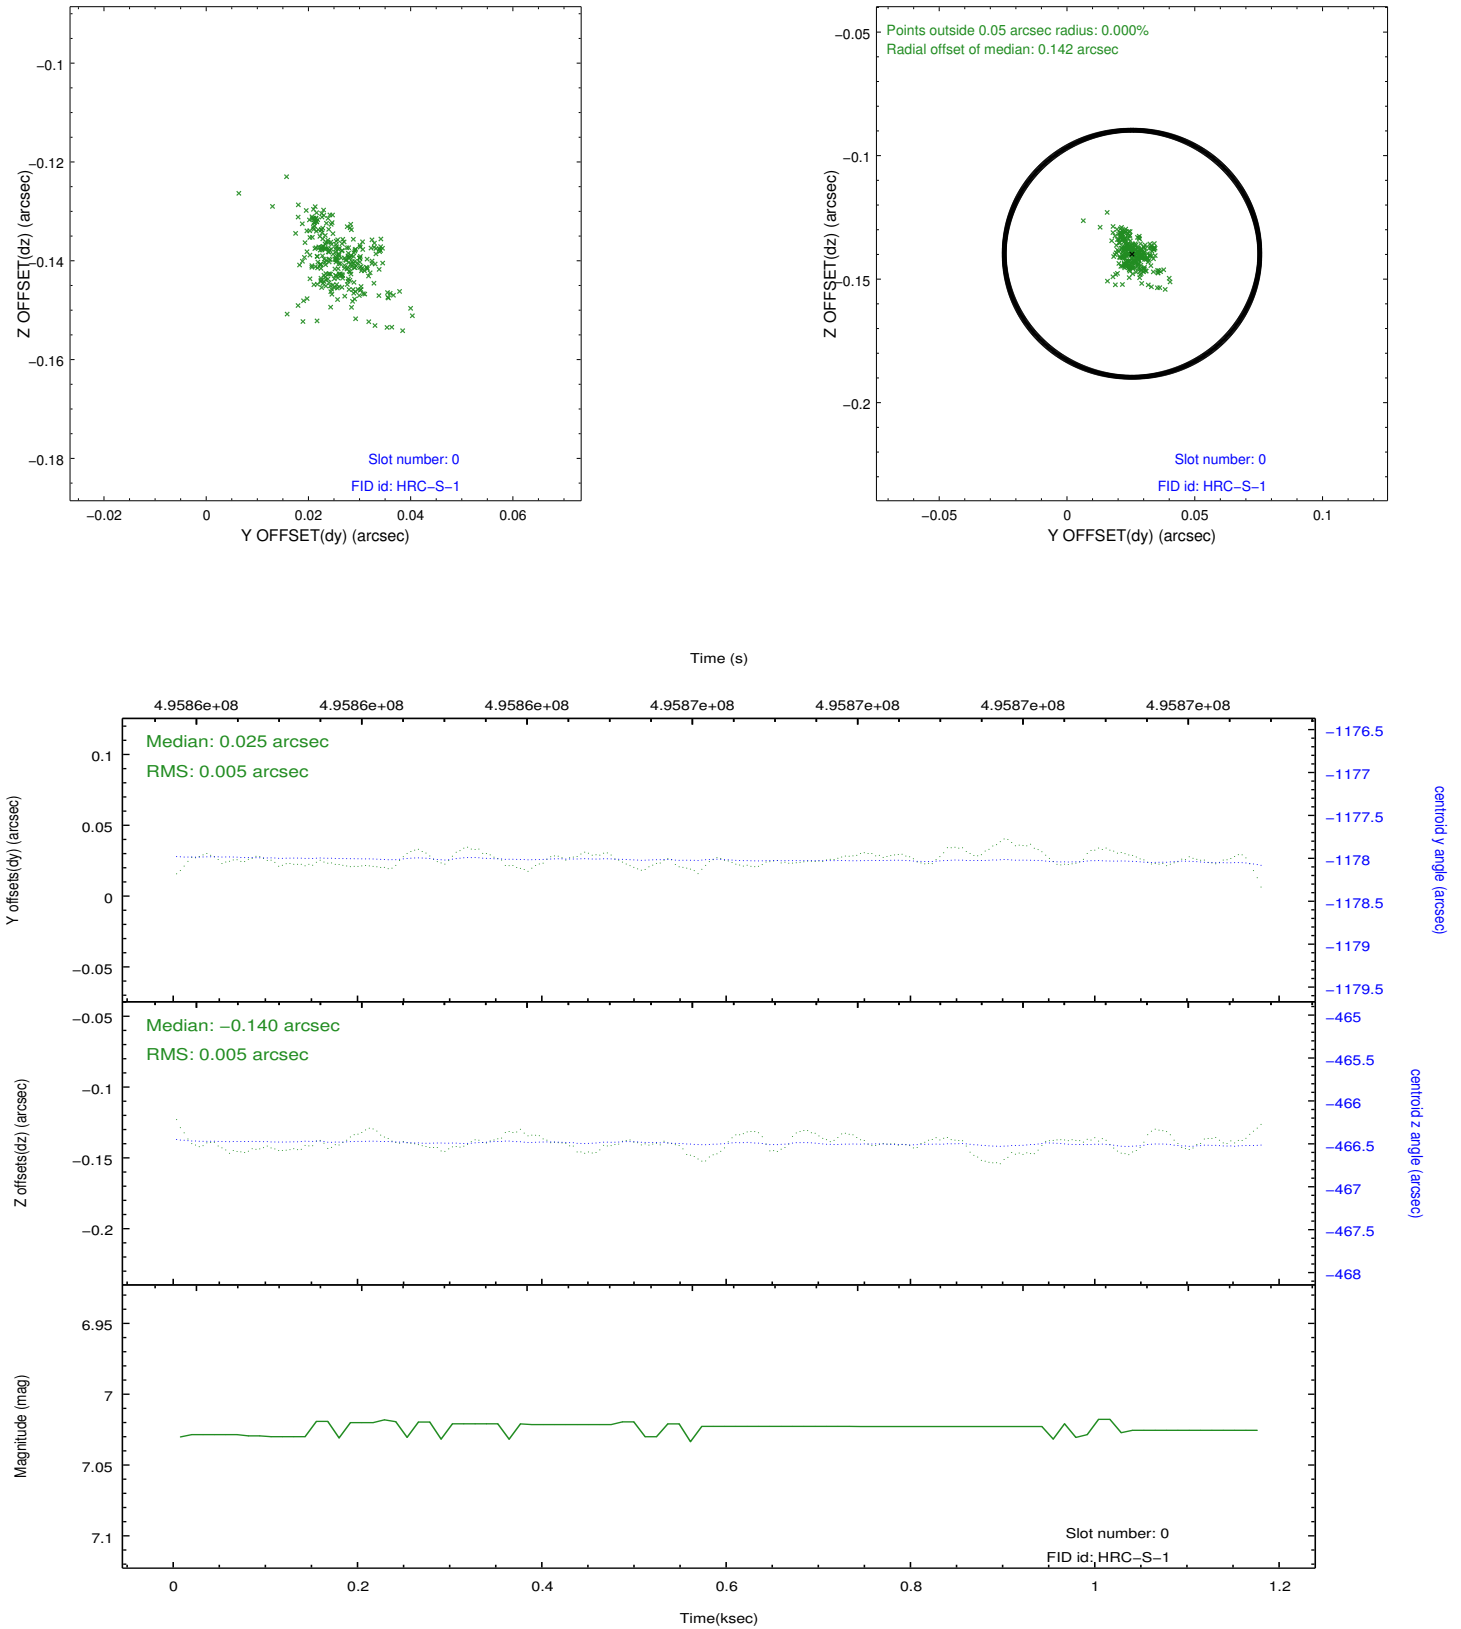 −0.1
−0.12
−0.14
−0.16
−0.18
Z OFFSET(dz) (arcsec)
Slot number: 0
FID id: HRC−S−1
−0.02 0 0.02 0.04 0.06
Y OFFSET(dy) (arcsec)
Points outside 0.05 arcsec radius: 0.000%
Radial offset of median: 0.142 arcsec
−0.05
−0.1
−0.15
−0.2
Z OFFSET(dz) (arcsec)
Slot number: 0
FID id: HRC−S−1
−0.05 0 0.05 0.1
Y OFFSET(dy) (arcsec)
Time (s)
4.9586e+08 4.9586e+08 4.9586e+08 4.9587e+08 4.9587e+08 4.9587e+08 4.9587e+08
Median: 0.025 arcsec
RMS: 0.005 arcsec
0.1
0.05
0
−0.05
Y offsets(dy) (arcsec)
−1176.5
−1177
−1177.5
−1178
−1178.5
−1179
−1179.5
centroid y angle (arcsec)
Median: −0.140 arcsec
RMS: 0.005 arcsec
−0.05
−0.1
−0.15
−0.2
Z offsets(dz) (arcsec)
−465
−465.5
−466
−466.5
−467
−467.5
−468
centroid z angle (arcsec)
6.95
7
7.05
7.1
Magnitude (mag)
Slot number: 0
FID id: HRC−S−1
0 0.2 0.4 0.6 0.8 1 1.2
Time(ksec)